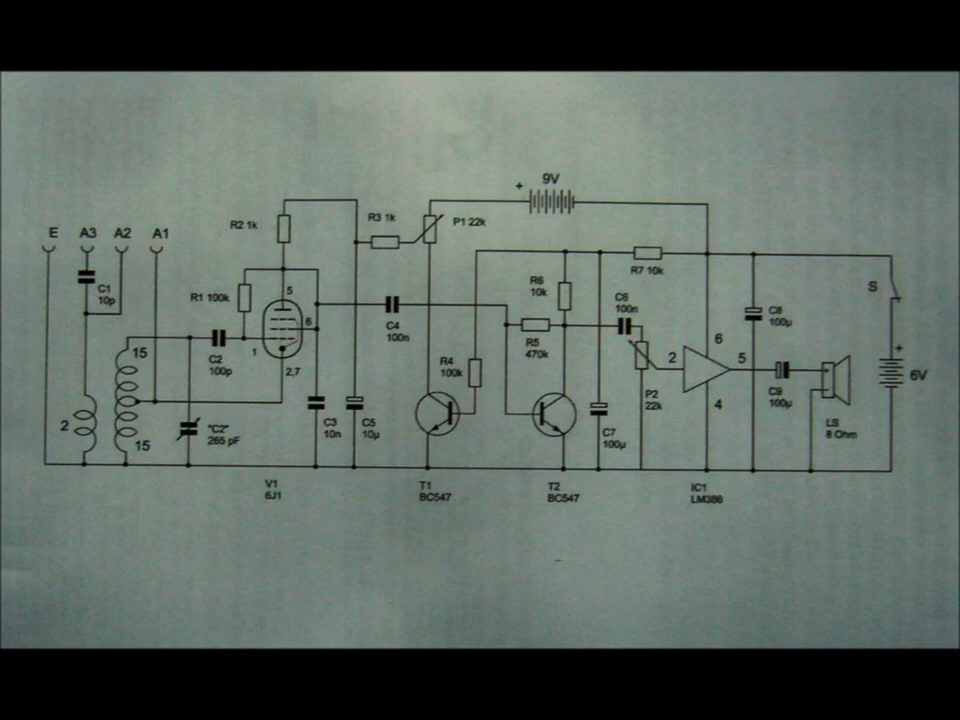 9V
+
E A3 A2 A1
R2 1k
R3 1k
P1 22k
C1
10p
R1 100k
5
6
1
2,7
C2
100p
15
15
2
"C2"
265 pF
C3
10n
C5
10µ
C4
100n
R4
100k
R5
470k
R6
10k
R7 10k
C6
100n
P2
22k
C7
100µ
2
6
5
4
C8
100µ
C9
100µ
S
+
6V
LS
8 Ohm
V1
6J1
T1
BC547
T2
BC547
IC1
LM386